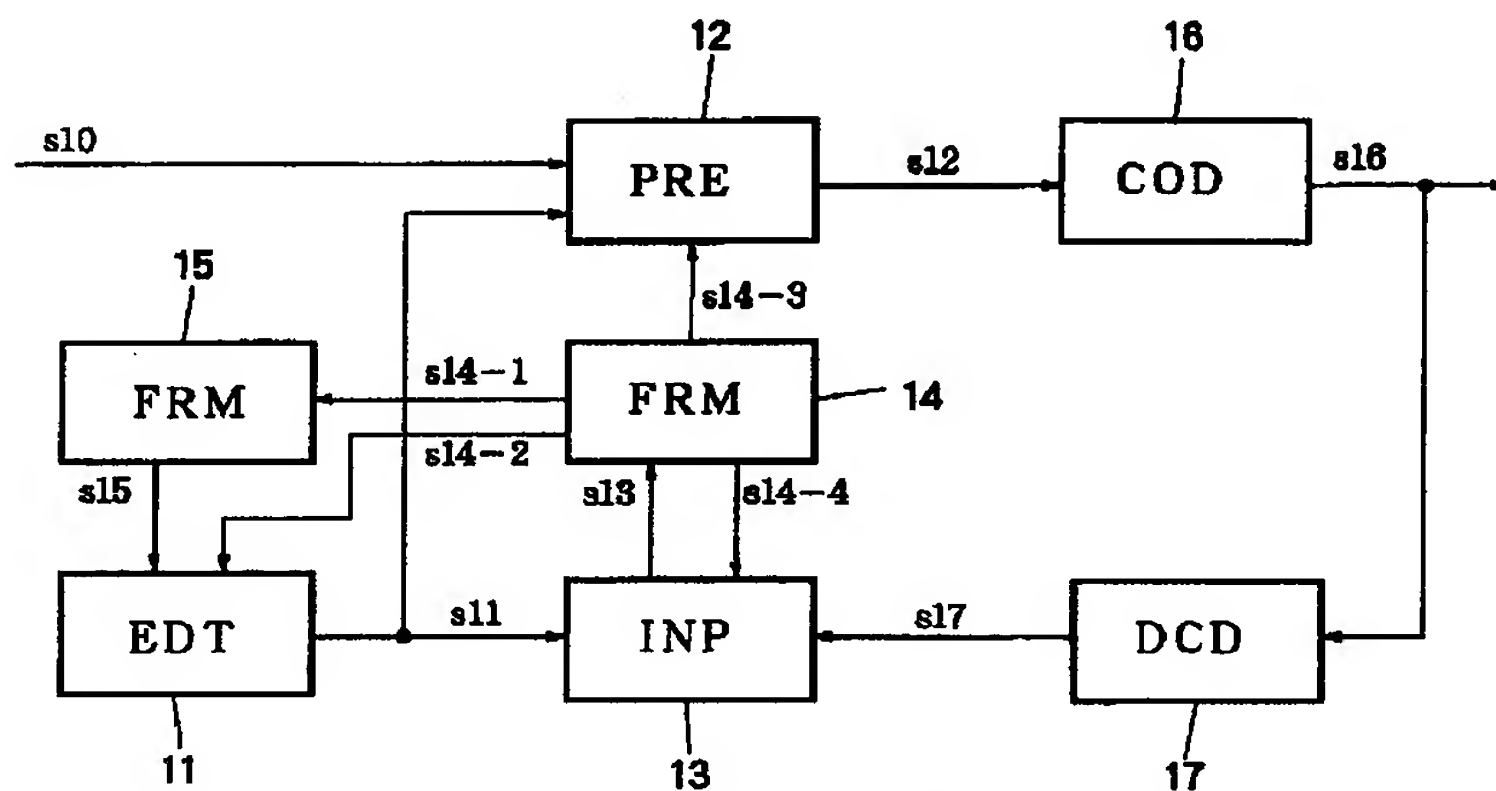 12
16
s10
PRE
s12
COD
s16
15
s14-3
FRM
s14-1
FRM
14
s14-2
s15
s13
s14-4
EDT
s11
INP
s17
DCD
11
13
17